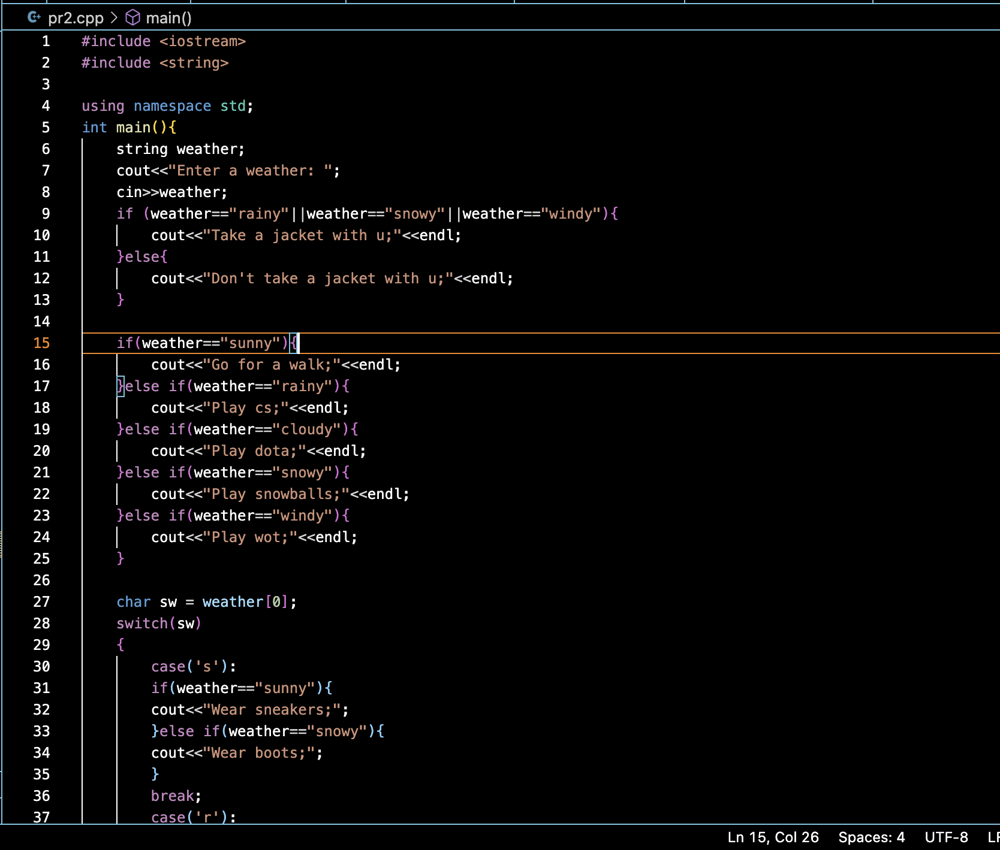 pr2.cpp > main()
1 #include <iostream>
2 #include <string>
3
4 using namespace std;
5 int main(){
6     string weather;
7     cout<<"Enter a weather: ";
8     cin>>weather;
9     if (weather=="rainy"||weather=="snowy"||weather=="windy"){
10         cout<<"Take a jacket with u;"<<endl;
11     }else{
12         cout<<"Don't take a jacket with u;"<<endl;
13     }
14
15     if(weather=="sunny"){
16         cout<<"Go for a walk;"<<endl;
17     }else if(weather=="rainy"){
18         cout<<"Play cs;"<<endl;
19     }else if(weather=="cloudy"){
20         cout<<"Play dota;"<<endl;
21     }else if(weather=="snowy"){
22         cout<<"Play snowballs;"<<endl;
23     }else if(weather=="windy"){
24         cout<<"Play wot;"<<endl;
25     }
26
27     char sw = weather[0];
28     switch(sw)
29     {
30         case('s'):
31         if(weather=="sunny"){
32         cout<<"Wear sneakers;";
33         }else if(weather=="snowy"){
34         cout<<"Wear boots;";
35         }
36         break;
37         case('r'):
Ln 15, Col 26 Spaces: 4 UTF-8